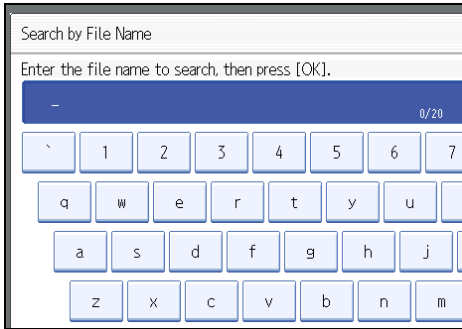 Search by File Name
Enter the file name to search, then press [OK].
_
0/20
` 1 2 3 4 5 6 7
q w e r t y u
a s d f g h j
z x c v b n m